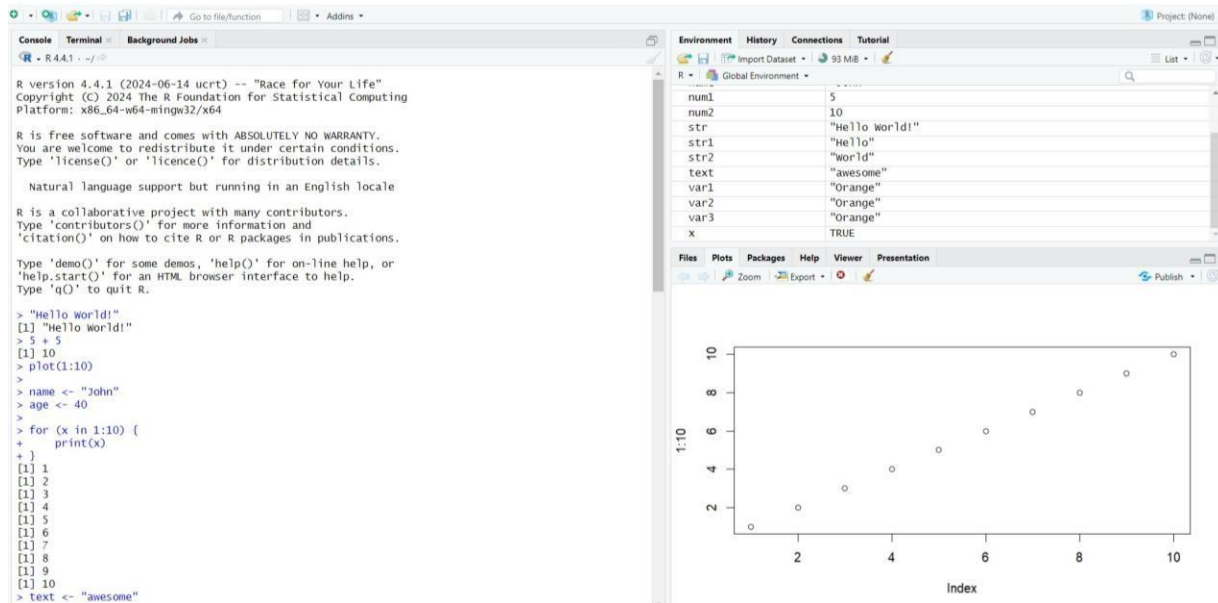 Go to file/function
Addins
Project: (None)
Console Terminal Background Jobs
R 4.4.1 · ~/
R version 4.4.1 (2024-06-14 ucrt) -- "Race for Your Life"
Copyright (C) 2024 The R Foundation for Statistical Computing
Platform: x86_64-w64-mingw32/x64
R is free software and comes with ABSOLUTELY NO WARRANTY.
You are welcome to redistribute it under certain conditions.
Type 'license()' or 'licence()' for distribution details.
Natural language support but running in an English locale
R is a collaborative project with many contributors.
Type 'contributors()' for more information and
'citation()' on how to cite R or R packages in publications.
Type 'demo()' for some demos, 'help()' for on-line help, or
'help.start()' for an HTML browser interface to help.
Type 'q()' to quit R.
> "Hello World!"
[1] "Hello World!"
> 5 + 5
[1] 10
> plot(1:10)
>
> name <- "John"
> age <- 40
>
> for (x in 1:10) {
+     print(x)
+ }
[1] 1
[1] 2
[1] 3
[1] 4
[1] 5
[1] 6
[1] 7
[1] 8
[1] 9
[1] 10
> text <- "awesome"
Environment History Connections Tutorial
Import Dataset 93 MiB
List
R Global Environment
num1 5
num2 10
str "Hello World!"
str1 "Hello"
str2 "World"
text "awesome"
var1 "Orange"
var2 "Orange"
var3 "Orange"
x TRUE
Files Plots Packages Help Viewer Presentation
Zoom Export
Publish
10
8
6
4
2
1:10
2 4 6 8 10
Index